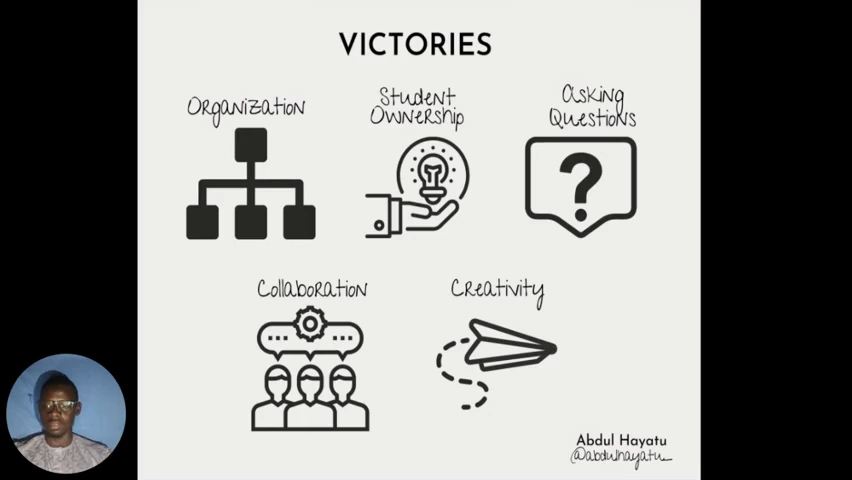 VICTORIES
Organization
Student
Ownership
Asking
Questions
?
Collaboration
Creativity
Abdul Hayatu
@abdulhayatu_